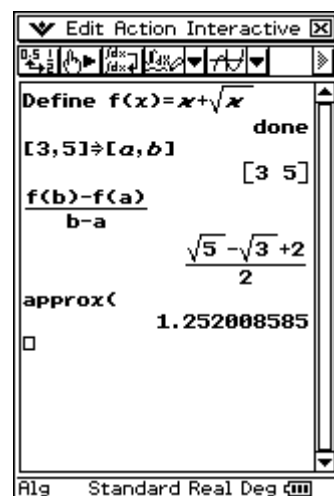 Edit Action Interactive
Define f(x)=x+√x
done
[3,5]⇒[a,b]
[3 5]
f(b)-f(a)
b-a
√5 -√3 +2
2
approx(
1.252008585
Alg Standard Real Deg